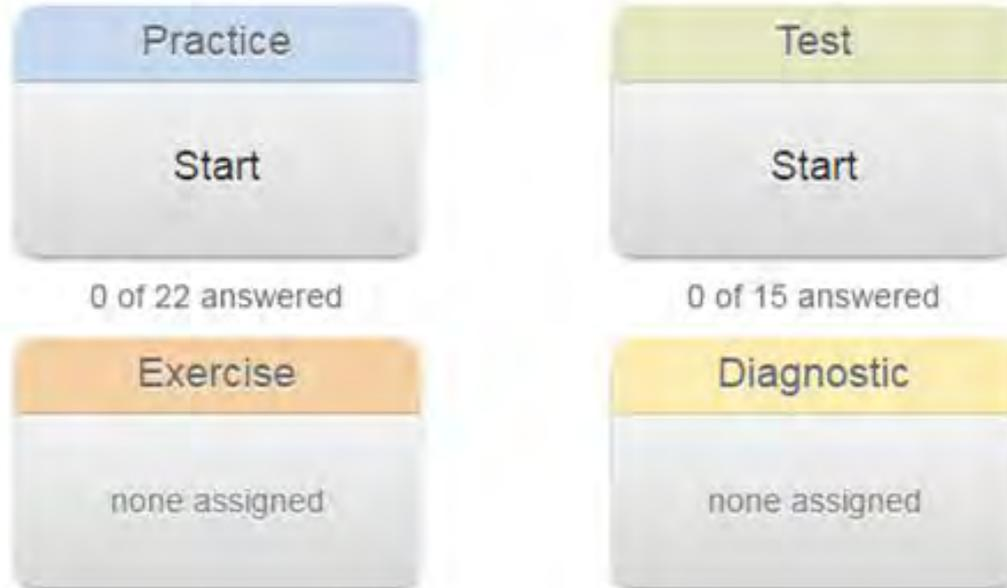 Practice
Test
Start
Start
0 of 22 answered
0 of 15 answered
Exercise
Diagnostic
none assigned
none assigned